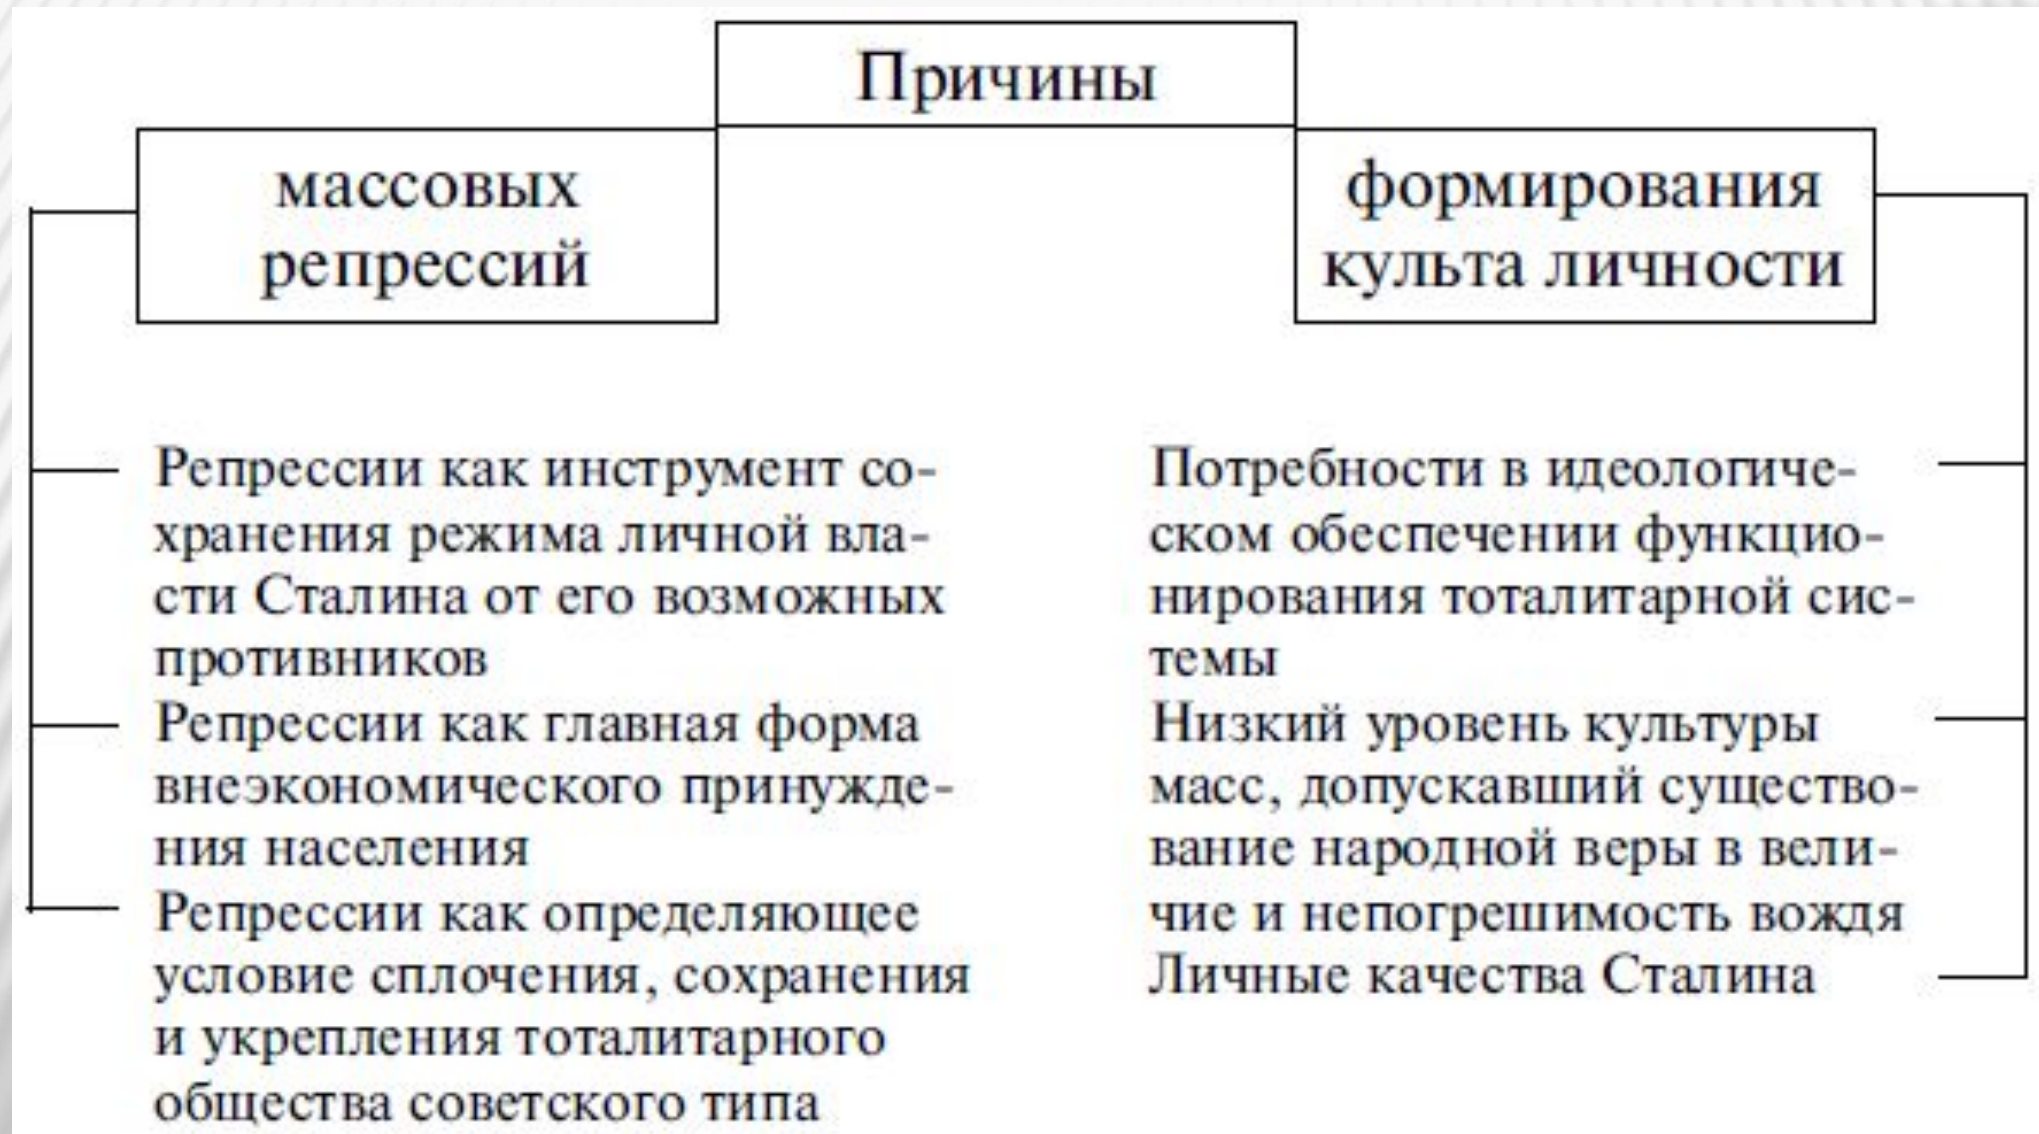 Причины
массовых
репрессий
формирования
культа личности
Репрессии как инструмент со-
хранения режима личной вла-
сти Сталина от его возможных
противников
Репрессии как главная форма
внеэкономического принужде-
ния населения
Репрессии как определяющее
условие сплочения, сохранения
и укрепления тоталитарного
общества советского типа
Потребности в идеологиче-
ском обеспечении функцио-
нирования тоталитарной сис-
темы
Низкий уровень культуры
масс, допускавший существо-
вание народной веры в вели-
чие и непогрешимость вождя
Личные качества Сталина